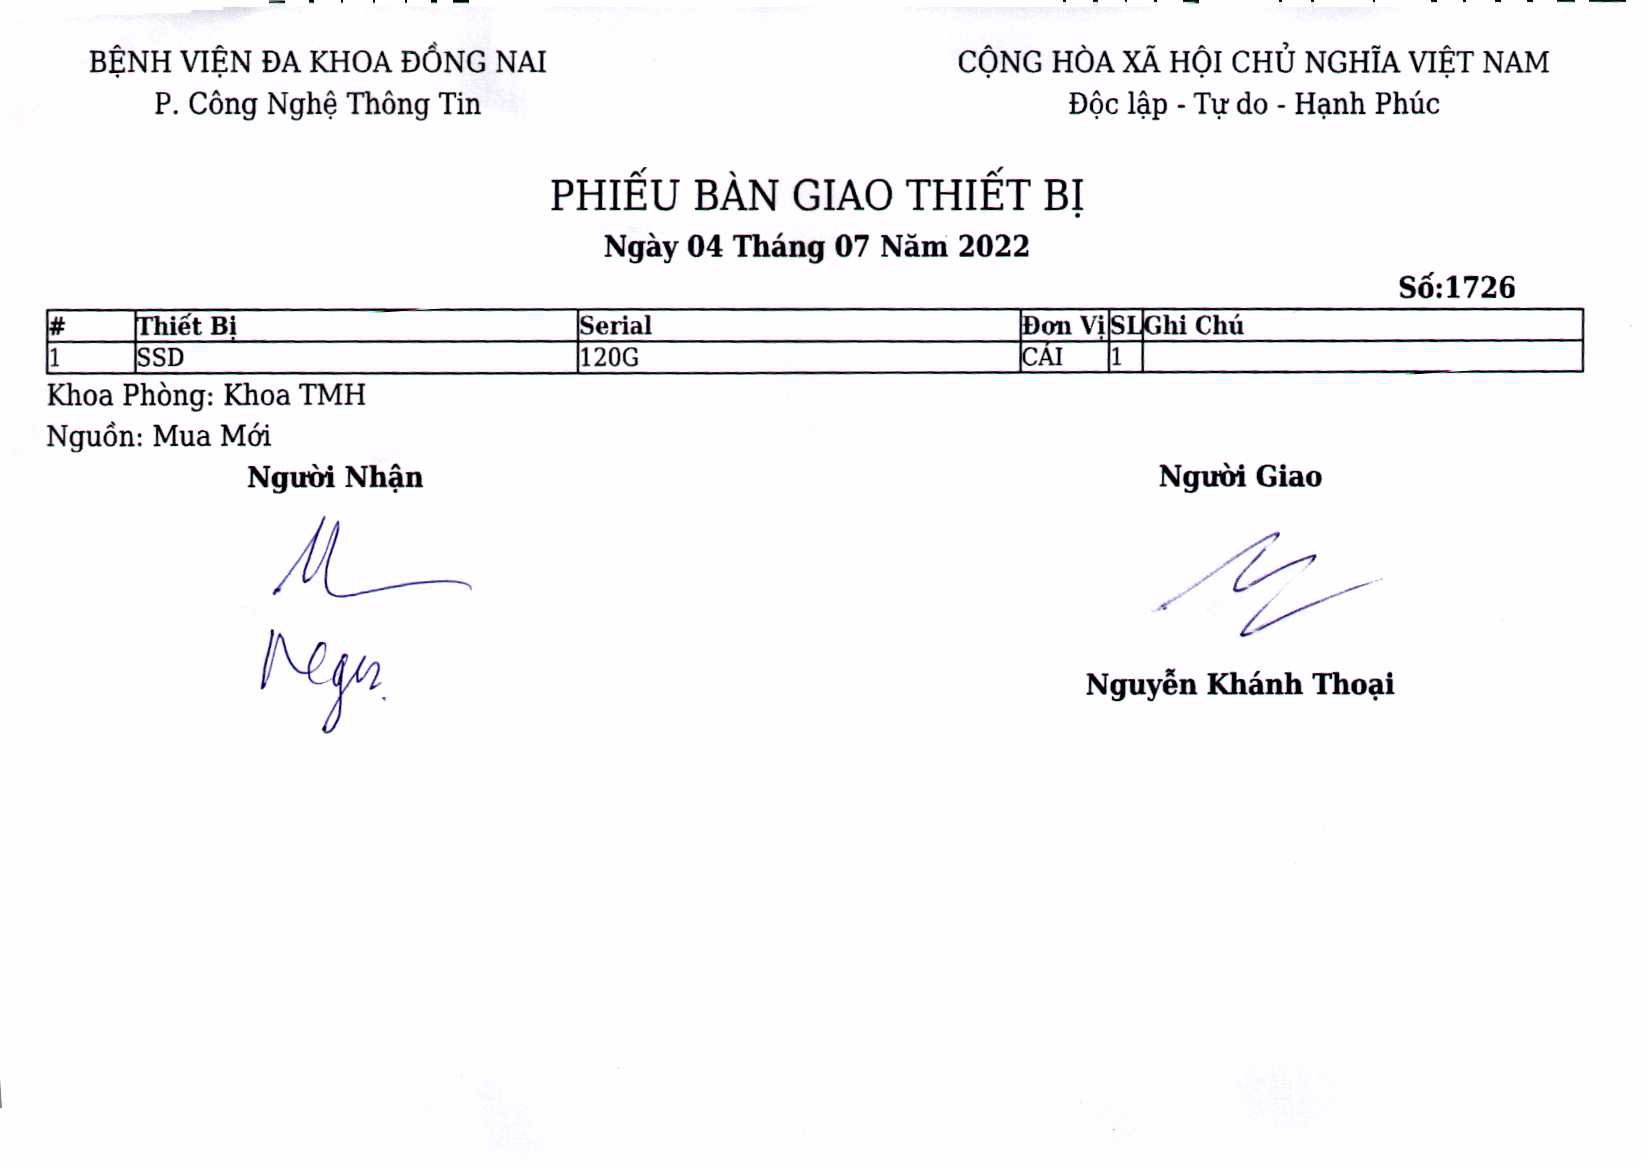 BỆNH VIỆN ĐA KHOA ĐỒNG NAI
P. Công Nghệ Thông Tin
CỘNG HÒA XÃ HỘI CHỦ NGHĨA VIỆT NAM
Độc lập - Tự do - Hạnh Phúc
PHIẾU BÀN GIAO THIẾT BỊ
Ngày 04 Tháng 07 Năm 2022
Số:1726
# Thiết Bị Serial Đơn Vị SL Ghi Chú
1 SSD 120G CÁI 1
Khoa Phòng: Khoa TMH
Nguồn: Mua Mới
Người Nhận Người Giao
Nguyễn Khánh Thoại